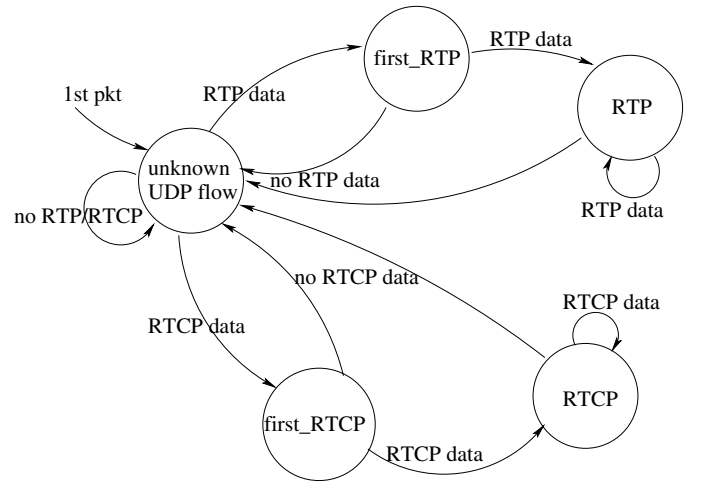 RTP data
first_RTP
1st pkt
RTP data
RTP
unknown
UDP flow
no RTP data
no RTP/RTCP
RTP data
no RTCP data
RTCP data
RTCP data
RTCP
first_RTCP
RTCP data